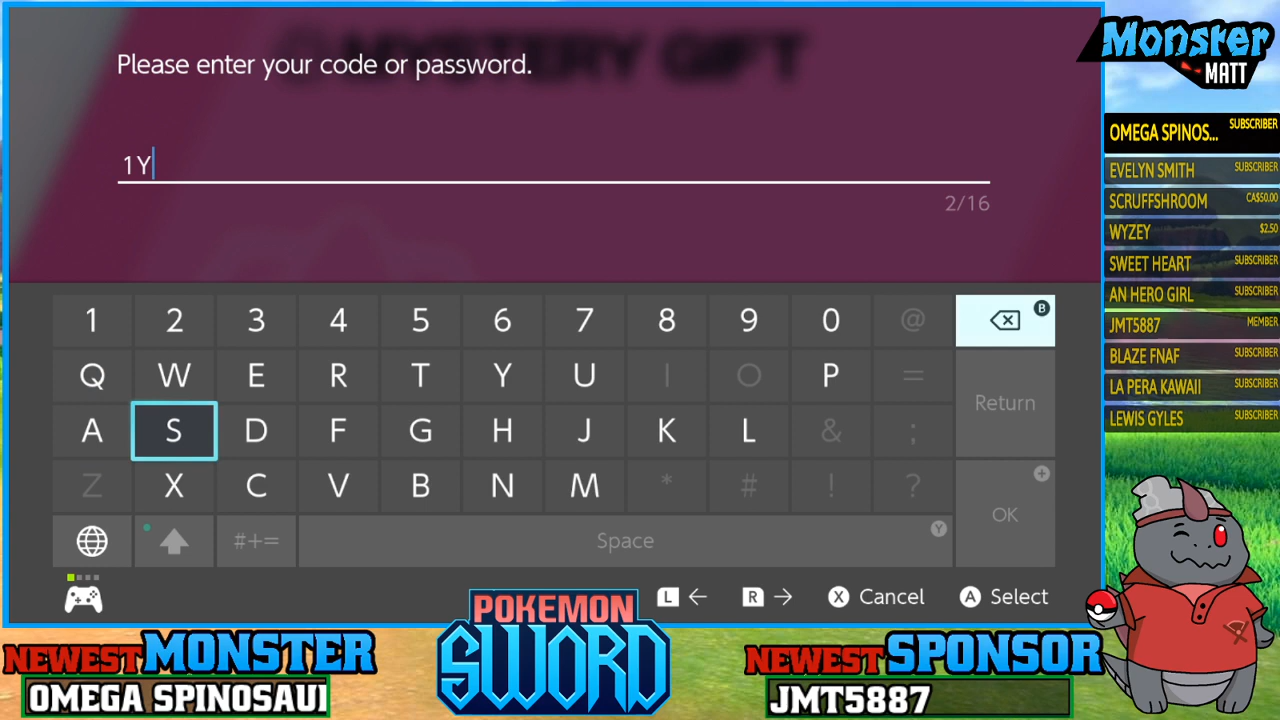 MYSTERY GIFT
Please enter your code or password.
1Y
2/16
1 2 3 4 5 6 7 8 9 0 @ B
Q W E R T Y U I O P =
Return
A S D F G H J K L & ;
Z X C V B N M * # ! ?
+
OK
#+=
Space
Y
L ← R → X Cancel A Select
Monster
MATT
OMEGA SPINOS... SUBSCRIBER
EVELYN SMITH SUBSCRIBER
SCRUFFSHROOM CA$50.00
WYZEY $2.50
SWEET HEART SUBSCRIBER
AN HERO GIRL SUBSCRIBER
JMT5887 MEMBER
BLAZE FNAF SUBSCRIBER
LA PERA KAWAII SUBSCRIBER
LEWIS GYLES SUBSCRIBER
NEWEST MONSTER
OMEGA SPINOSAUI
POKEMON
SWORD
NEWEST SPONSOR
JMT5887